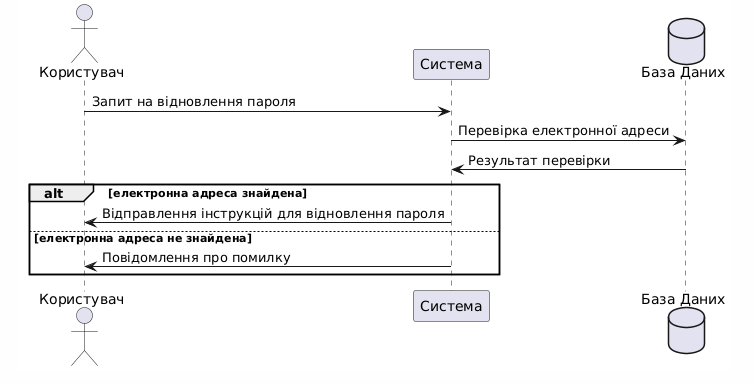 Користувач
Система
База Даних
Запит на відновлення пароля
Перевірка електронної адреси
Результат перевірки
alt [електронна адреса знайдена]
Відправлення інструкцій для відновлення пароля
[електронна адреса не знайдена]
Повідомлення про помилку
Користувач
Система
База Даних